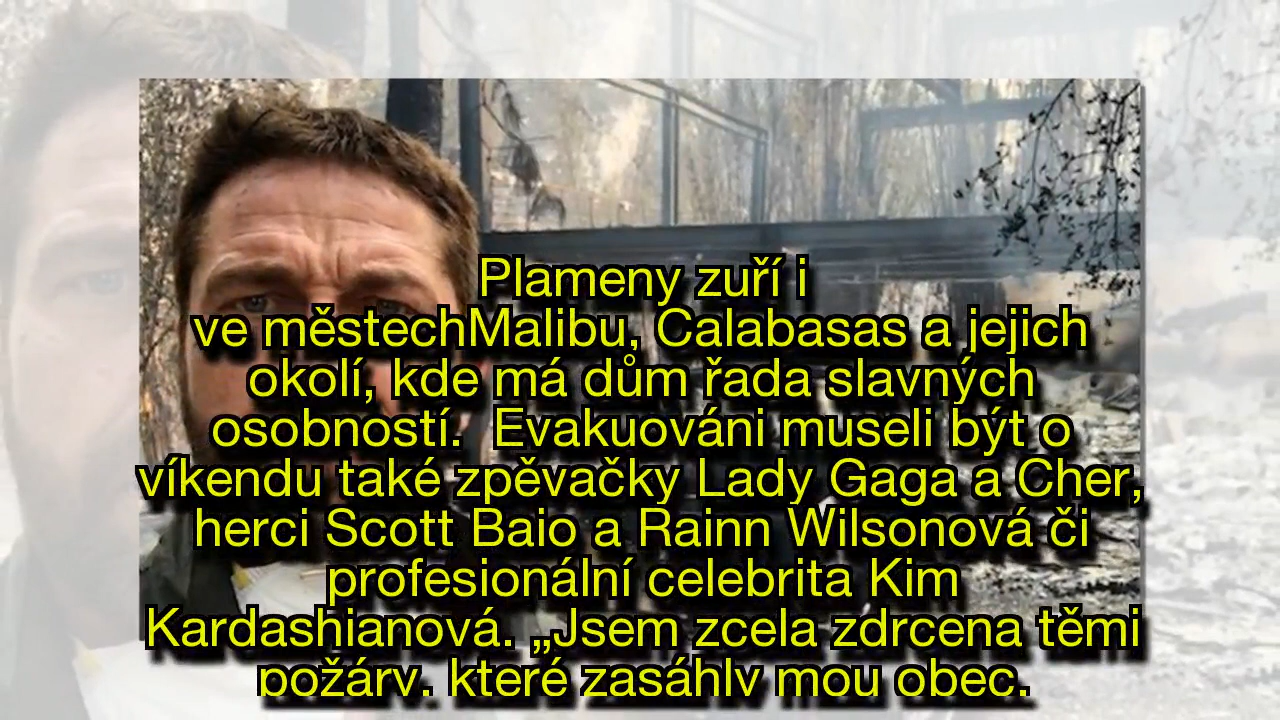 Plameny zuří i
ve městechMalibu, Calabasas a jejich
okolí, kde má dům řada slavných
osobností.  Evakuováni museli být o
víkendu také zpěvačky Lady Gaga a Cher,
herci Scott Baio a Rainn Wilsonová či
profesionální celebrita Kim
Kardashianová. „Jsem zcela zdrcena těmi
požáry, které zasáhly mou obec.